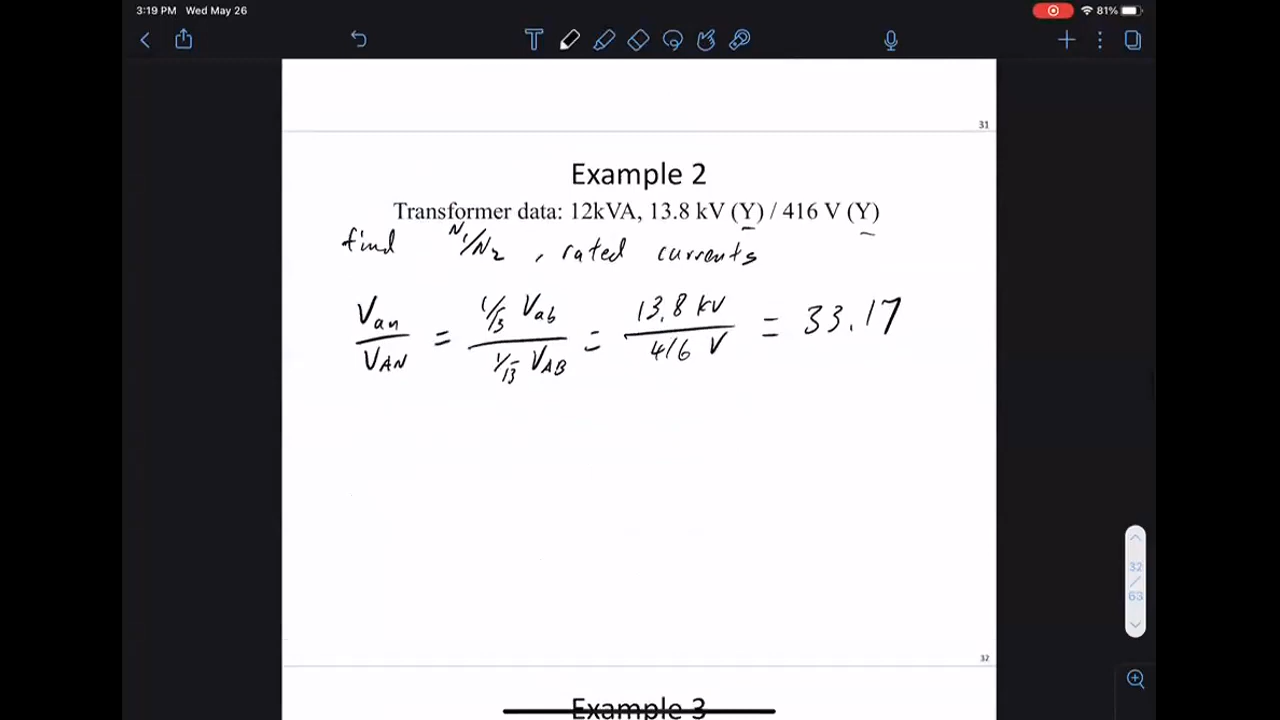 3:19 PM Wed May 26
81%
T
31
Example 2
Transformer data: 12kVA, 13.8 kV (Y) / 416 V (Y)
find N₁/N₂ , rated currents
Van / VAN = (1/√3 Vab) / (1/√3 VAB) = 13.8 kV / 416 V = 33.17
32
/
63
32
Example 3